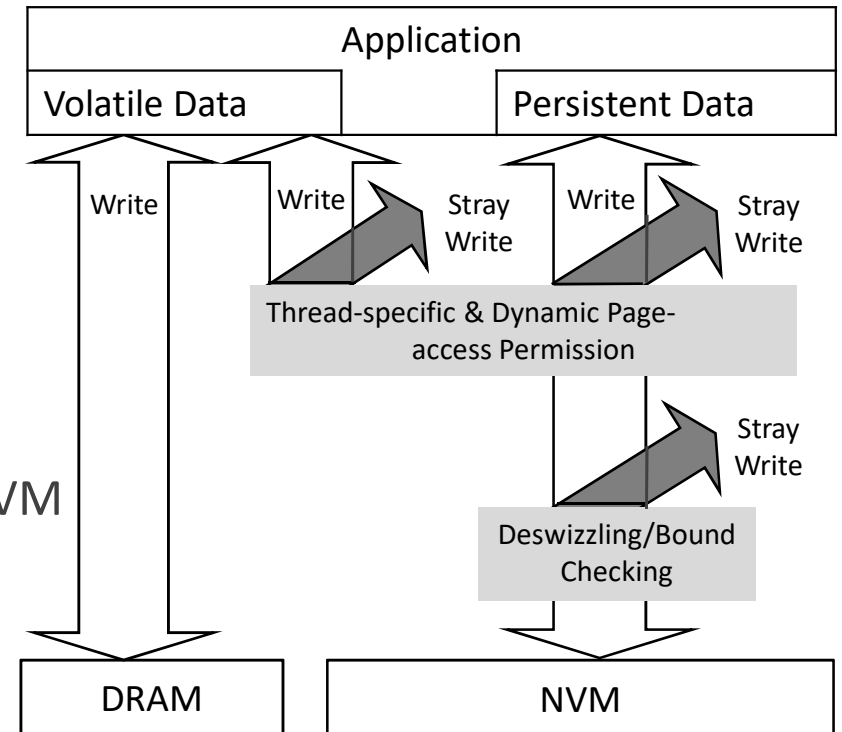 Application
Volatile Data
Persistent Data
Write
Write
Stray
Write
Write
Stray
Write
Thread-specific & Dynamic Page-
access Permission
Stray
Write
VM
Deswizzling/Bound
Checking
DRAM
NVM